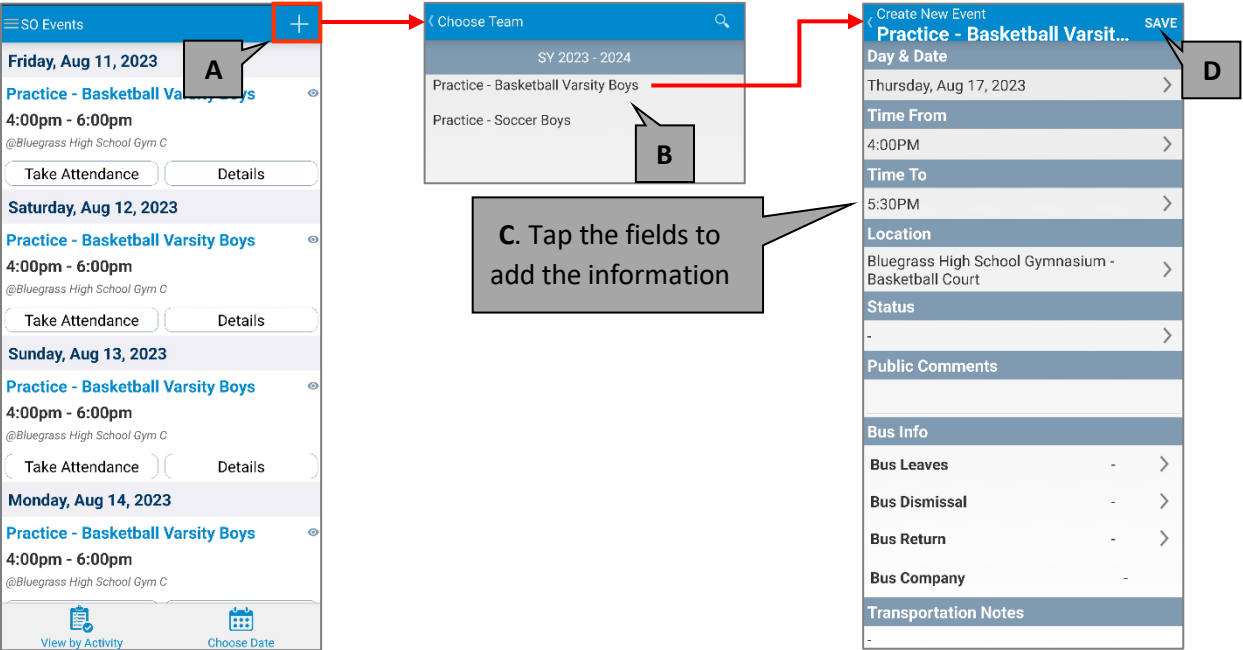 SO Events
+
A
Friday, Aug 11, 2023
Practice - Basketball Varsity Boys
4:00pm - 6:00pm
@Bluegrass High School Gym C
Take Attendance Details
Saturday, Aug 12, 2023
Practice - Basketball Varsity Boys
4:00pm - 6:00pm
@Bluegrass High School Gym C
Take Attendance Details
Sunday, Aug 13, 2023
Practice - Basketball Varsity Boys
4:00pm - 6:00pm
@Bluegrass High School Gym C
Take Attendance Details
Monday, Aug 14, 2023
Practice - Basketball Varsity Boys
4:00pm - 6:00pm
@Bluegrass High School Gym C
View by Activity Choose Date
Choose Team
SY 2023 - 2024
Practice - Basketball Varsity Boys
Practice - Soccer Boys
B
C. Tap the fields to
add the information
Create New Event
Practice - Basketball Varsit...
SAVE
D
Day & Date
Thursday, Aug 17, 2023
Time From
4:00PM
Time To
5:30PM
Location
Bluegrass High School Gymnasium -
Basketball Court
Status
-
Public Comments
Bus Info
Bus Leaves -
Bus Dismissal -
Bus Return -
Bus Company -
Transportation Notes
-